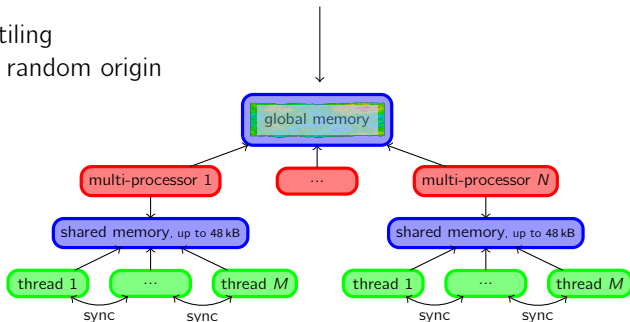 tiling
random origin
global memory
multi-processor 1 ... multi-processor N
shared memory, up to 48 kB shared memory, up to 48 kB
thread 1 ... thread M thread 1 ... thread M
sync sync sync sync